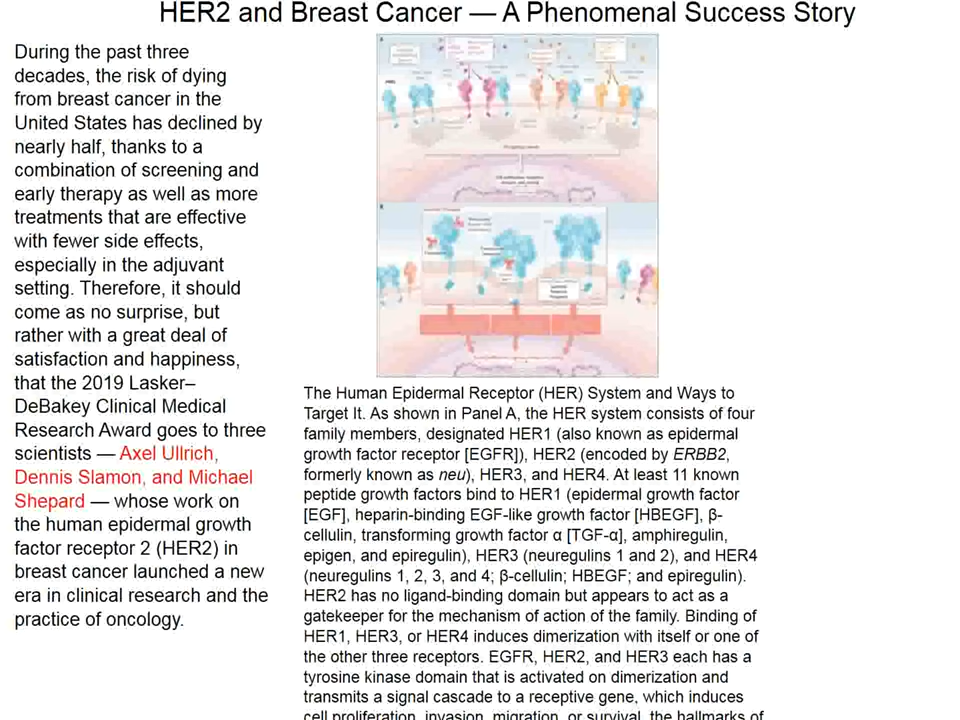 HER2 and Breast Cancer — A Phenomenal Success Story
During the past three
decades, the risk of dying
from breast cancer in the
United States has declined by
nearly half, thanks to a
combination of screening and
early therapy as well as more
treatments that are effective
with fewer side effects,
especially in the adjuvant
setting. Therefore, it should
come as no surprise, but
rather with a great deal of
satisfaction and happiness,
that the 2019 Lasker–
DeBakey Clinical Medical
Research Award goes to three
scientists — Axel Ullrich,
Dennis Slamon, and Michael
Shepard — whose work on
the human epidermal growth
factor receptor 2 (HER2) in
breast cancer launched a new
era in clinical research and the
practice of oncology.
The Human Epidermal Receptor (HER) System and Ways to
Target It. As shown in Panel A, the HER system consists of four
family members, designated HER1 (also known as epidermal
growth factor receptor [EGFR]), HER2 (encoded by ERBB2,
formerly known as neu), HER3, and HER4. At least 11 known
peptide growth factors bind to HER1 (epidermal growth factor
[EGF], heparin-binding EGF-like growth factor [HBEGF], β-
cellulin, transforming growth factor α [TGF-α], amphiregulin,
epigen, and epiregulin), HER3 (neuregulins 1 and 2), and HER4
(neuregulins 1, 2, 3, and 4; β-cellulin; HBEGF; and epiregulin).
HER2 has no ligand-binding domain but appears to act as a
gatekeeper for the mechanism of action of the family. Binding of
HER1, HER3, or HER4 induces dimerization with itself or one of
the other three receptors. EGFR, HER2, and HER3 each has a
tyrosine kinase domain that is activated on dimerization and
transmits a signal cascade to a receptive gene, which induces
cell proliferation, invasion, migration, or survival, the hallmarks of